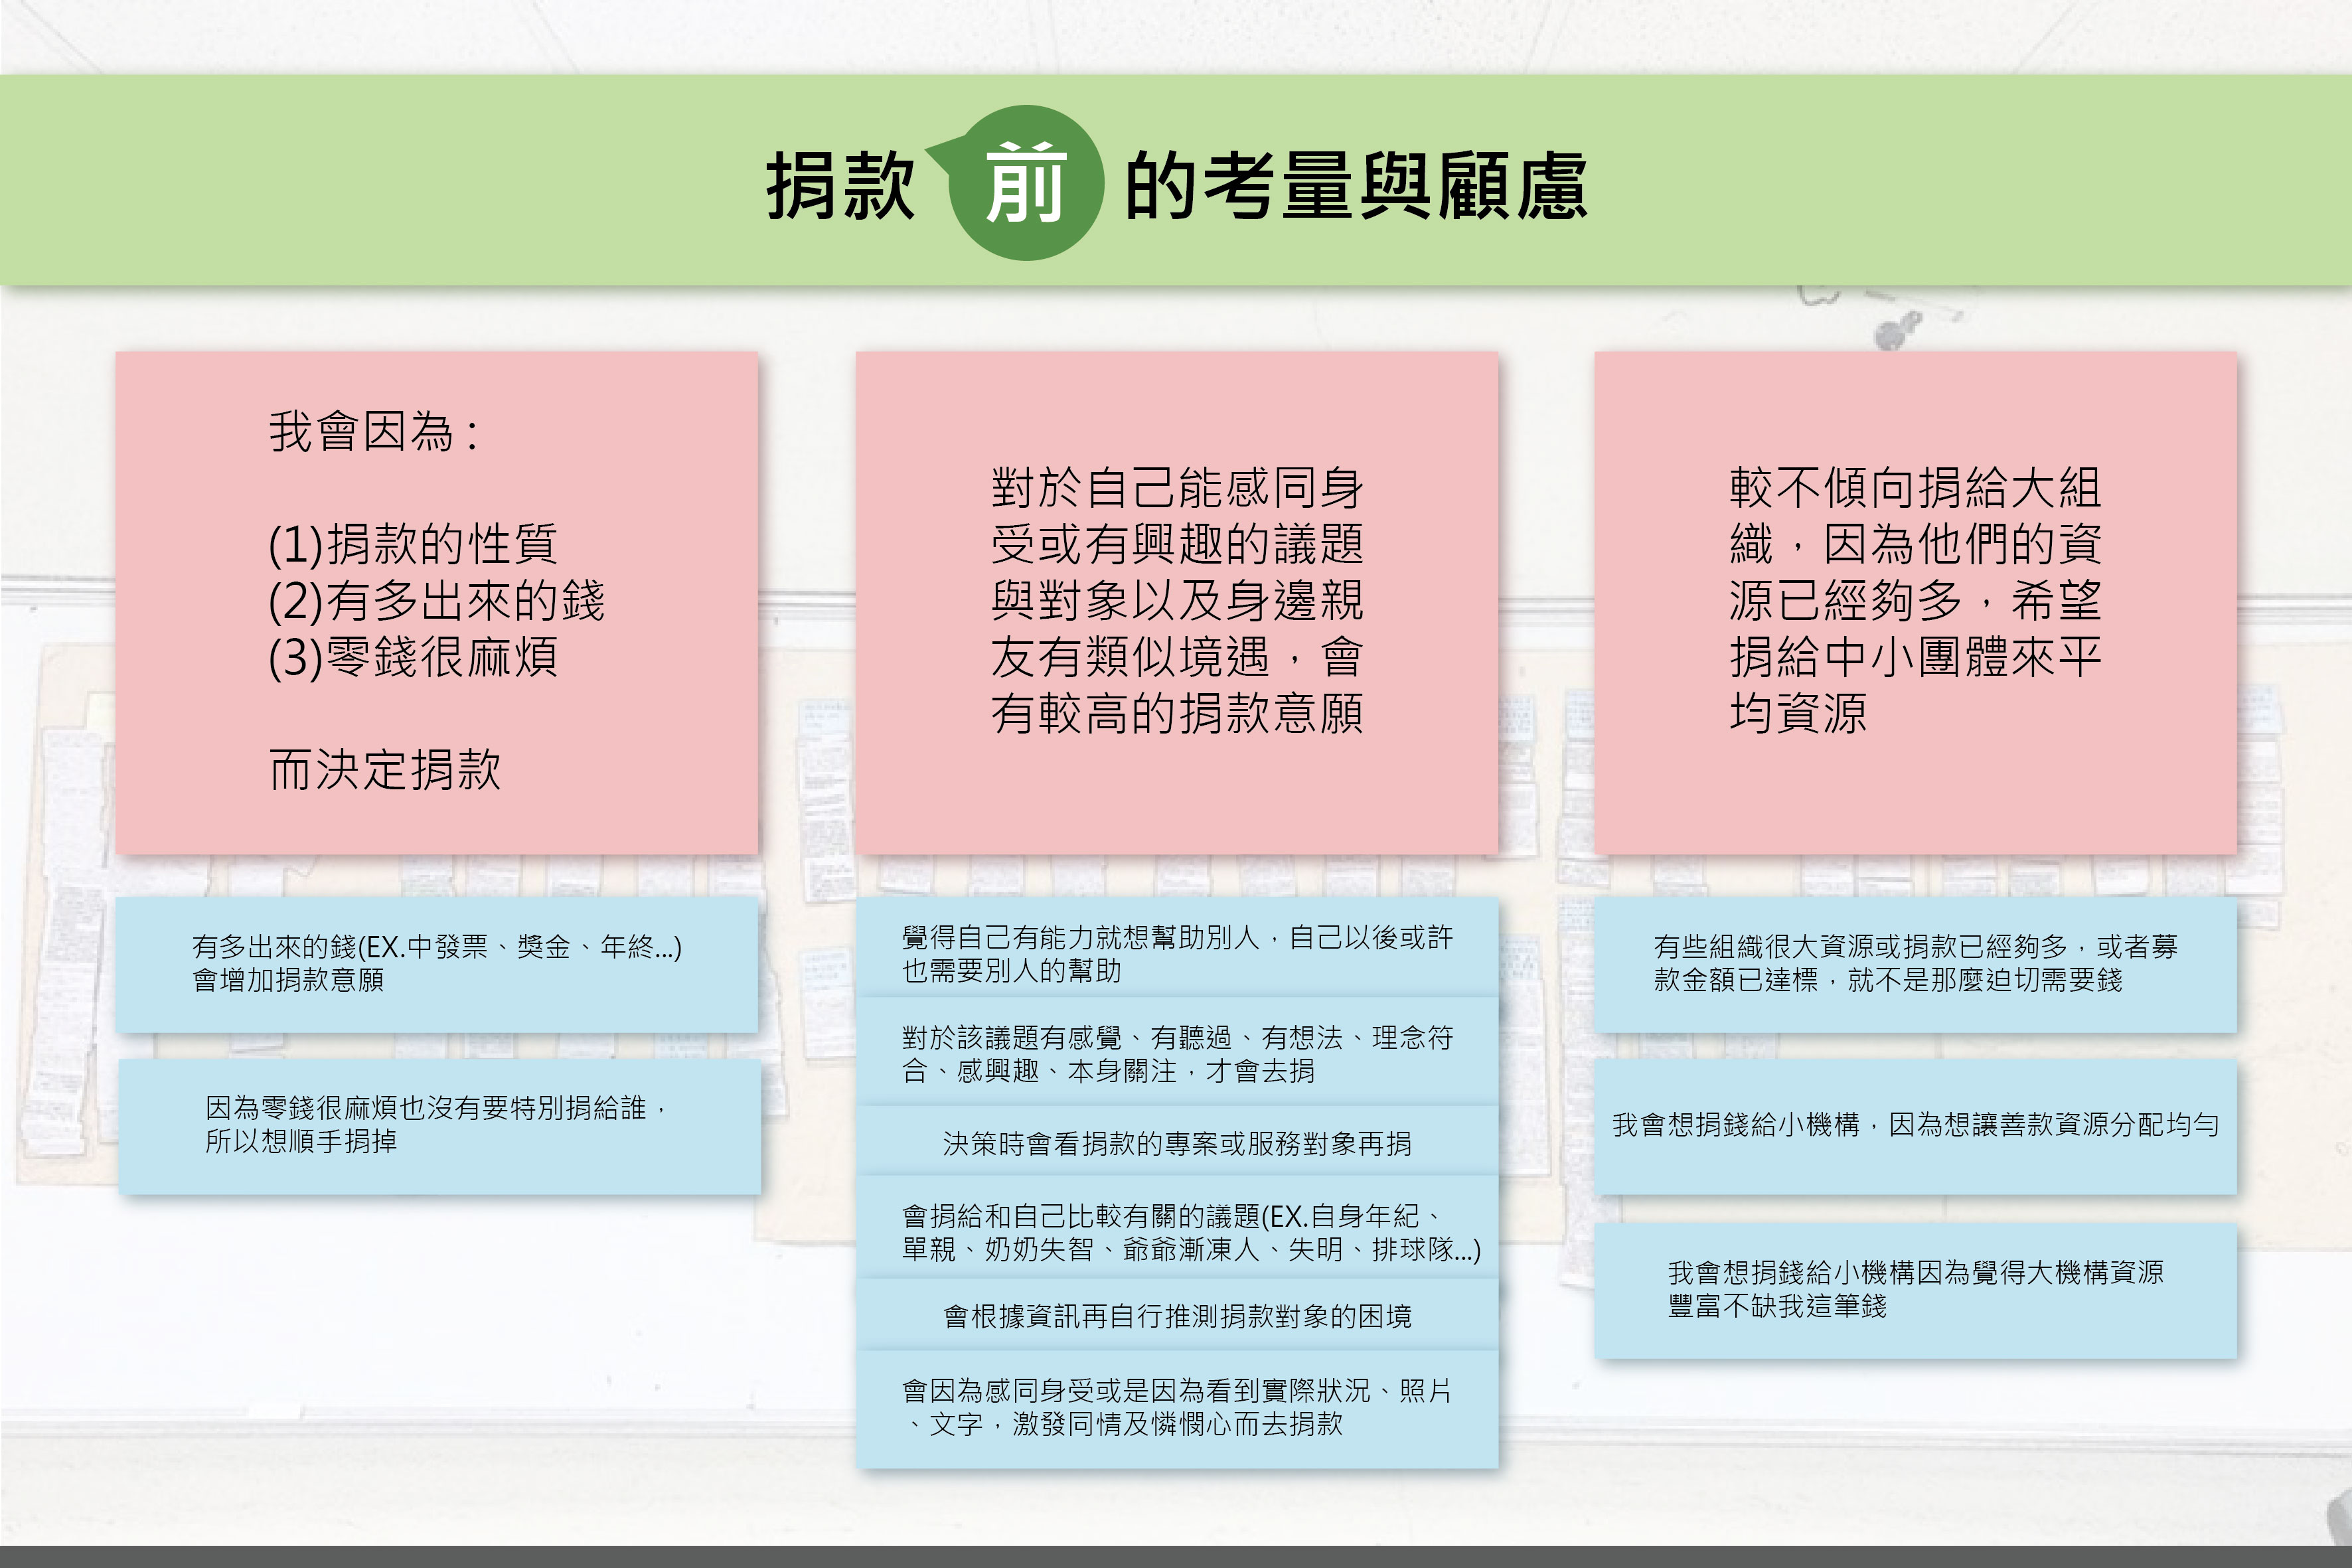 捐款前的考量與顧慮
我會因為：
(1)捐款的性質
(2)有多出來的錢
(3)零錢很麻煩
而決定捐款
有多出來的錢(EX.中發票、獎金、年終...)
會增加捐款意願
因為零錢很麻煩也沒有要特別捐給誰，
所以想順手捐掉
對於自己能感同身
受或有興趣的議題
與對象以及身邊親
友有類似境遇，會
有較高的捐款意願
覺得自己有能力就想幫助別人，自己以後或許
也需要別人的幫助
對於該議題有感覺、有聽過、有想法、理念符
合、感興趣、本身關注，才會去捐
決策時會看捐款的專案或服務對象再捐
會捐給和自己比較有關的議題(EX.自身年紀、
單親、奶奶失智、爺爺漸凍人、失明、排球隊...)
會根據資訊再自行推測捐款對象的困境
會因為感同身受或是因為看到實際狀況、照片
、文字，激發同情及憐憫心而去捐款
較不傾向捐給大組
織，因為他們的資
源已經夠多，希望
捐給中小團體來平
均資源
有些組織很大資源或捐款已經夠多，或者募
款金額已達標，就不是那麼迫切需要錢
我會想捐錢給小機構，因為想讓善款資源分配均勻
我會想捐錢給小機構因為覺得大機構資源
豐富不缺我這筆錢